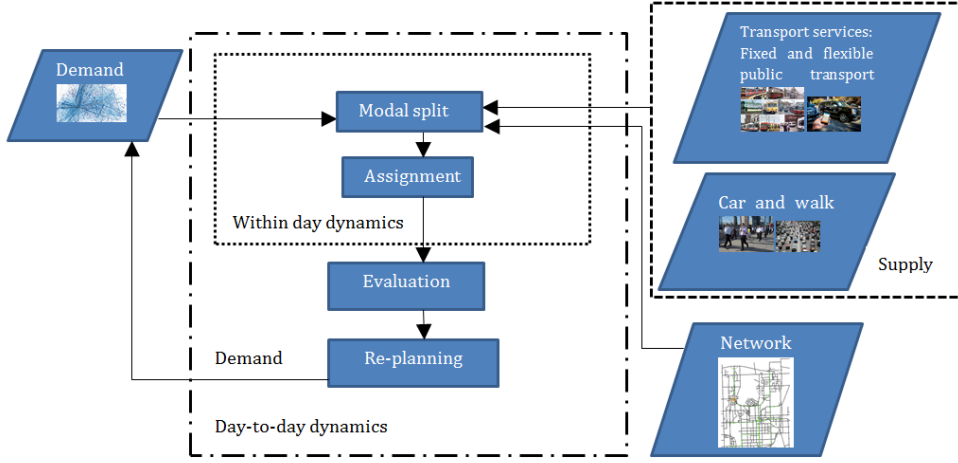 Demand
Modal split
Assignment
Within day dynamics
Evaluation
Re-planning
Demand
Day-to-day dynamics
Transport services:
Fixed and flexible
public transport
Car and walk
Supply
Network